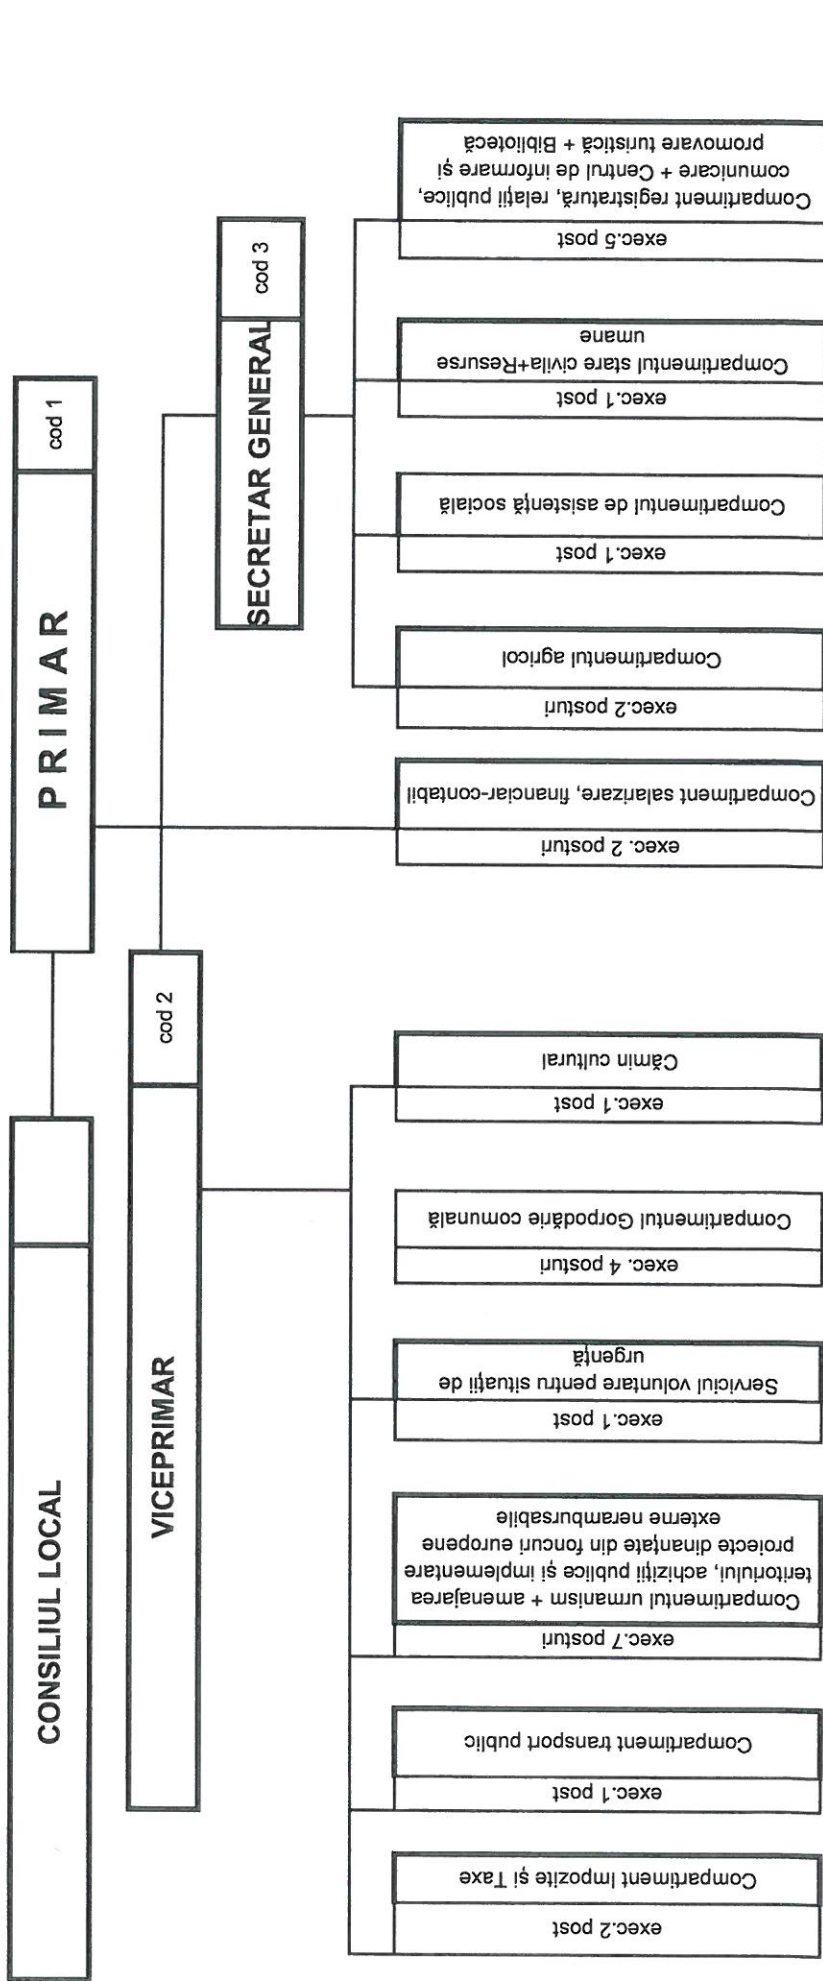 CONSILIUL LOCAL
PRIMAR
cod 1
VICEPRIMAR
cod 2
SECRETAR GENERAL
cod 3
exec.2 post
Compartiment Impozite și Taxe
exec.1 post
Compartiment transport public
exec.7 posturi
Compartimentul urmanism + amenajarea
teritoriului, achiziții publice și implementare
proiecte dinanțate din foncuri europene
externe nerambursabile
exec.1 post
Serviciul voluntare pentru situații de
urgență
exec. 4 posturi
Compartimentul Gorpodărie comunală
exec.1 post
Cămin cultural
exec. 2 posturi
Compartiment salarizare, financiar-contabil
exec.2 posturi
Compartimentul agricol
exec.1 post
Compartimentul de asistență socială
exec.1 post
Compartimentul stare civila+Resurse
umane
exec.5 post
Compartiment registratură, relații publice,
comunicare + Centrul de informare și
promovare turistică + Bibliotecă